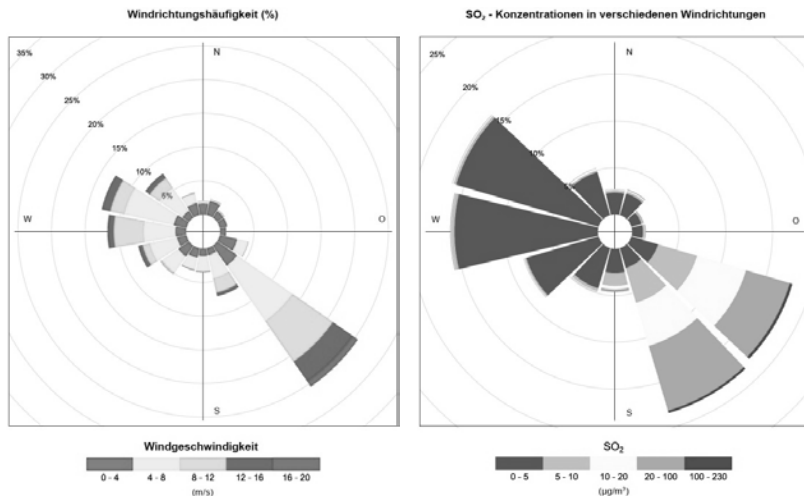 Windrichtungshäufigkeit (%)
35%
30%
25%
20%
15%
10%
5%
N
W
O
S
Windgeschwindigkeit
0 - 4
4 - 8
8 - 12
12 - 16
16 - 20
(m/s)
SO₂ - Konzentrationen in verschiedenen Windrichtungen
25%
20%
15%
10%
5%
N
W
O
S
SO₂
0 - 5
5 - 10
10 - 20
20 - 100
100 - 230
(µg/m³)